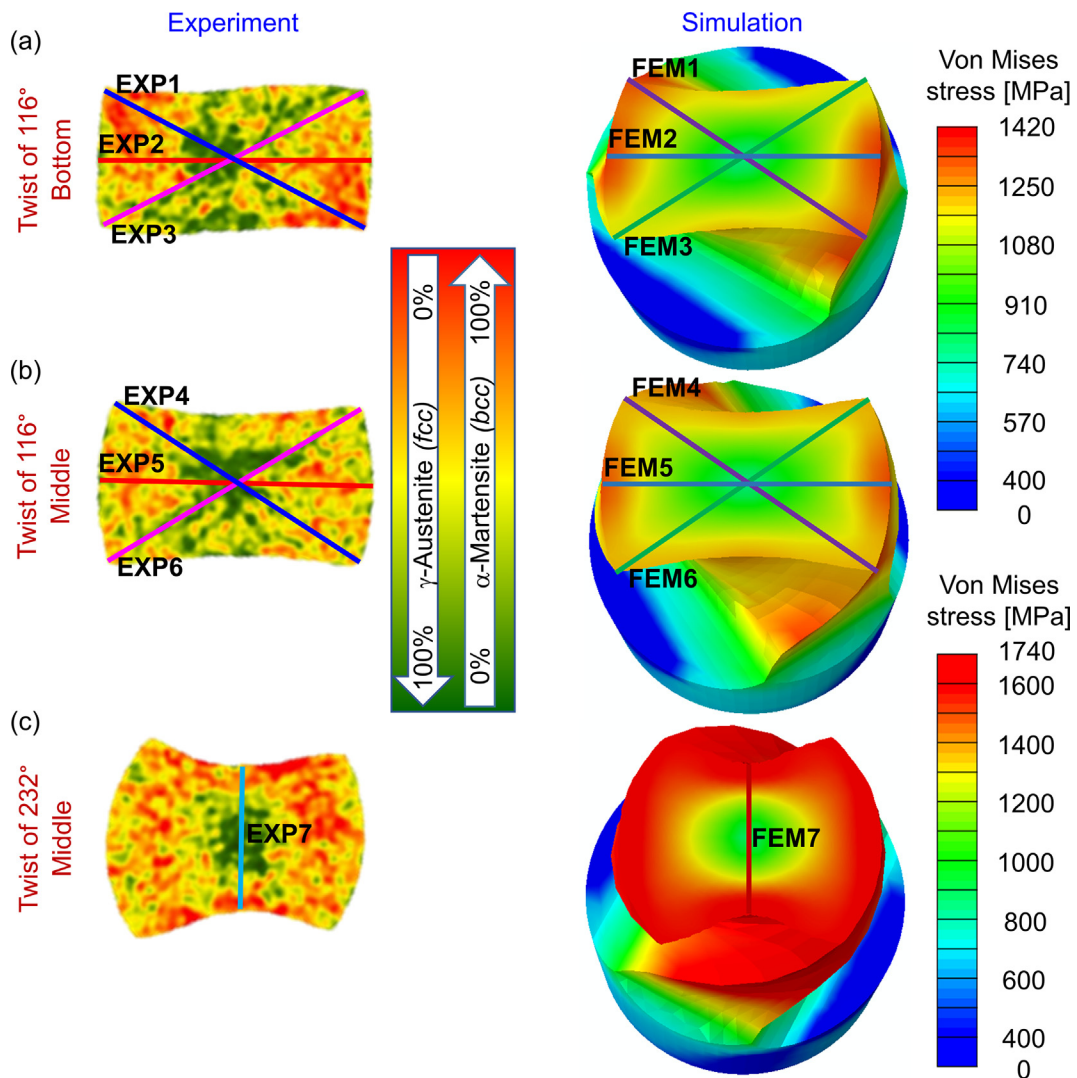 Experiment
Simulation
(a)
Twist of 116°
Bottom
EXP1
EXP2
EXP3
FEM1
FEM2
FEM3
Von Mises
stress [MPa]
1420
1250
1080
910
740
570
400
0
0%
100%
γ-Austenite (fcc)
α-Martensite (bcc)
100%
0%
(b)
Twist of 116°
Middle
EXP4
EXP5
EXP6
FEM4
FEM5
FEM6
Von Mises
stress [MPa]
1740
1600
1400
1200
1000
800
600
400
0
(c)
Twist of 232°
Middle
EXP7
FEM7